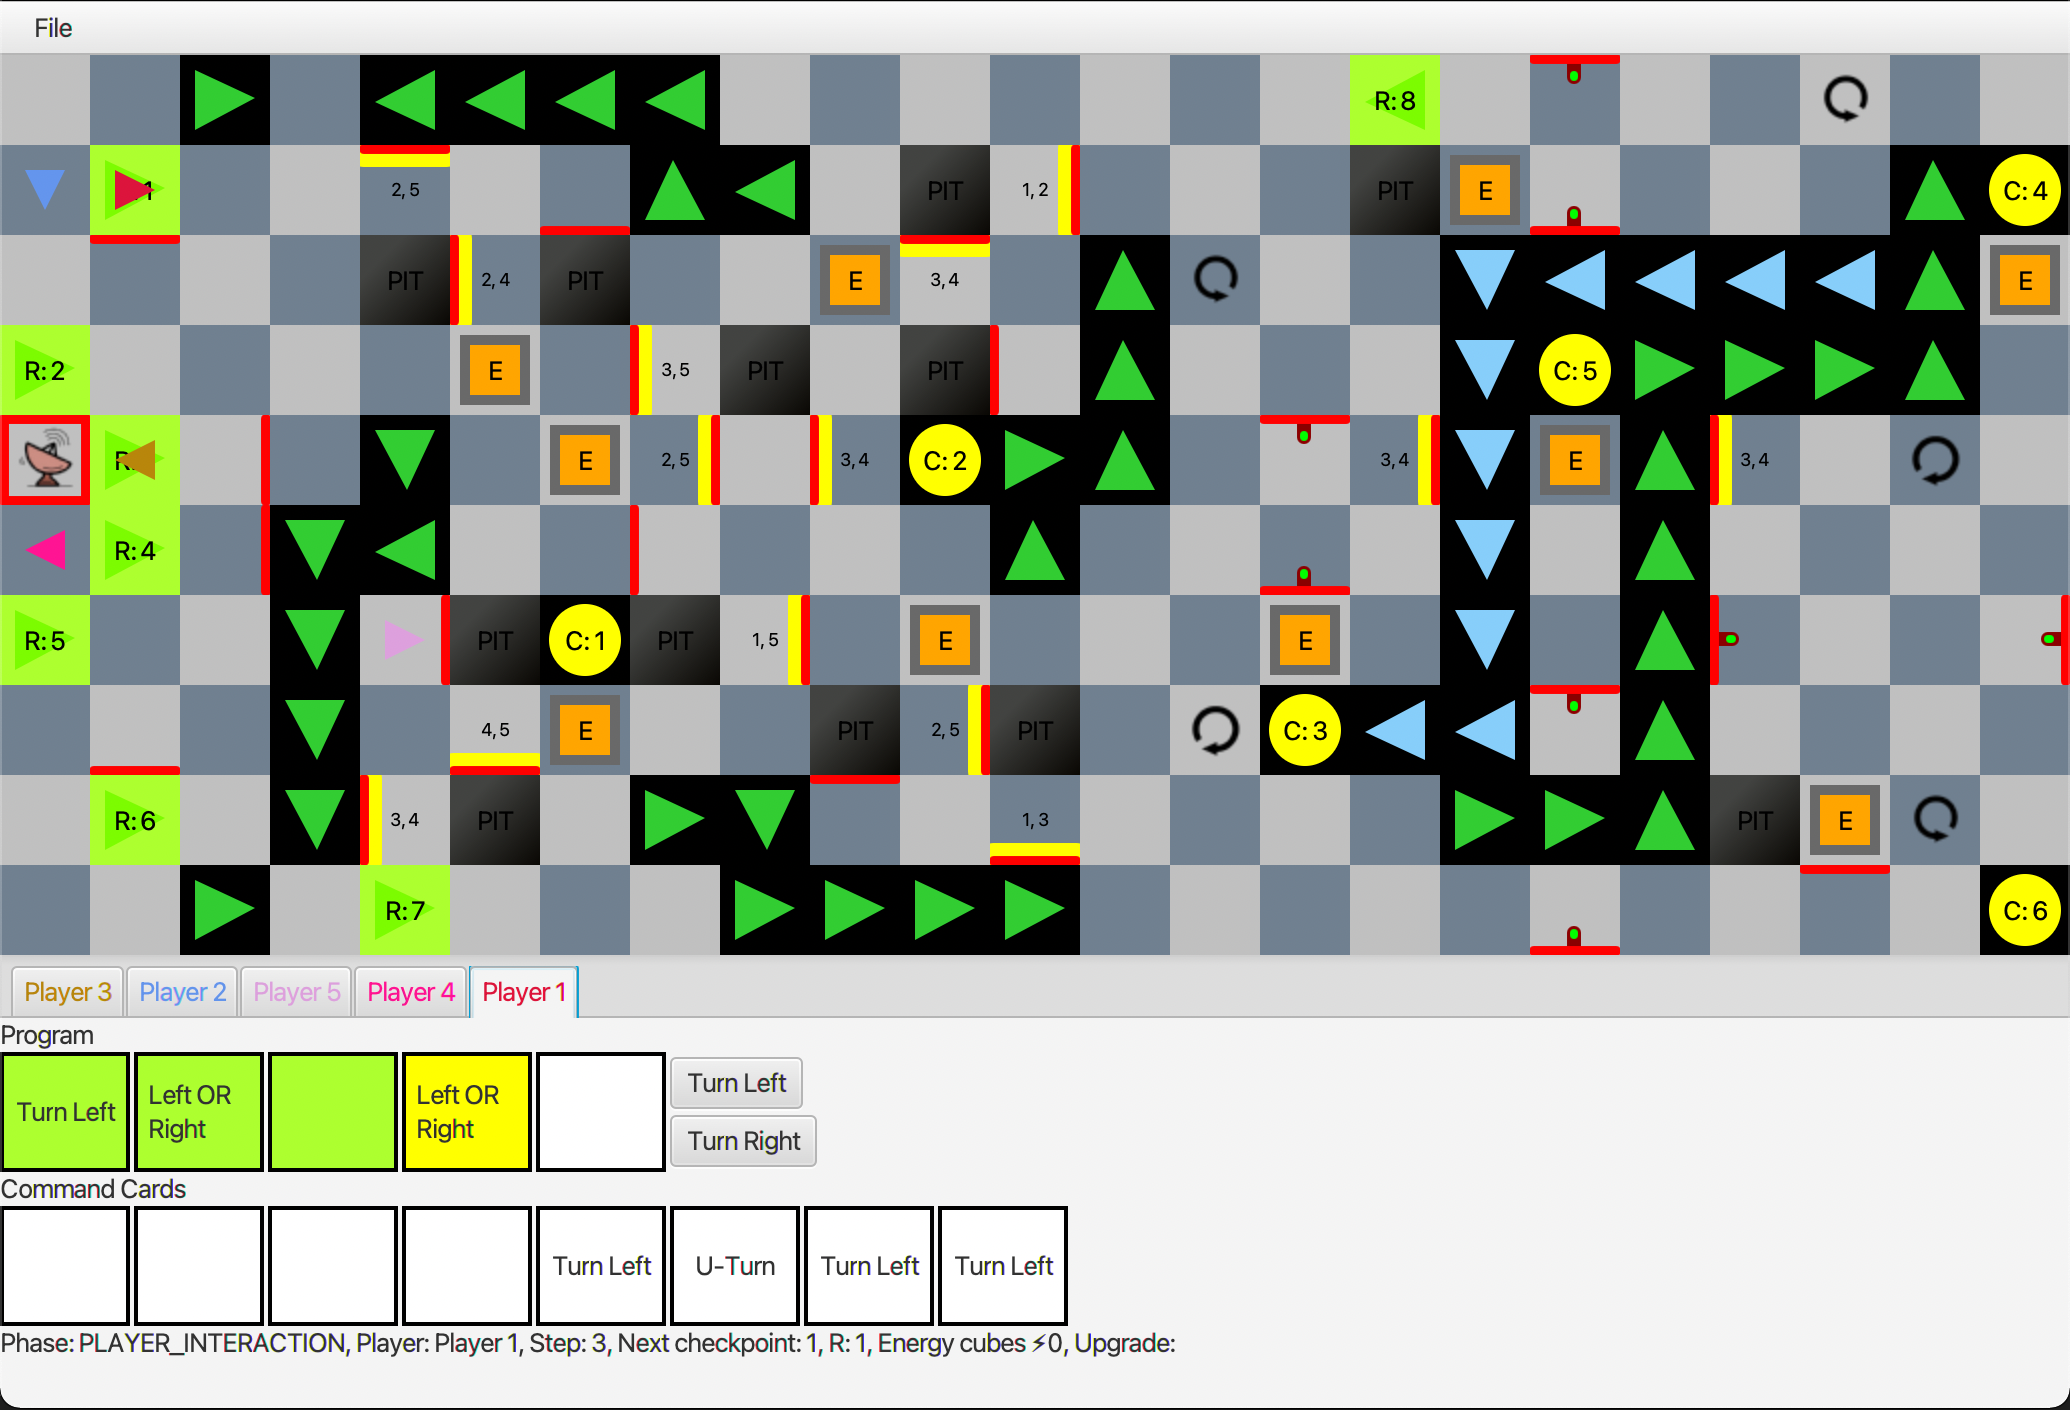 File
R:8
2,5
PIT
1,2
PIT
E
C:4
PIT
2,4
PIT
E
3,4
E
R:2
E
3,5
PIT
PIT
C:5
E
2,5
3,4
C:2
3,4
E
3,4
R:4
R:5
PIT
C:1
PIT
1,5
E
E
4,5
E
PIT
2,5
PIT
C:3
R:6
3,4
PIT
1,3
PIT
E
R:7
C:6
Player 3
Player 2
Player 5
Player 4
Player 1
Program
Turn Left
Left OR
Right
Left OR
Right
Turn Left
Turn Right
Command Cards
Turn Left
U-Turn
Turn Left
Turn Left
Phase: PLAYER_INTERACTION, Player: Player 1, Step: 3, Next checkpoint: 1, R: 1, Energy cubes ⚡0, Upgrade: